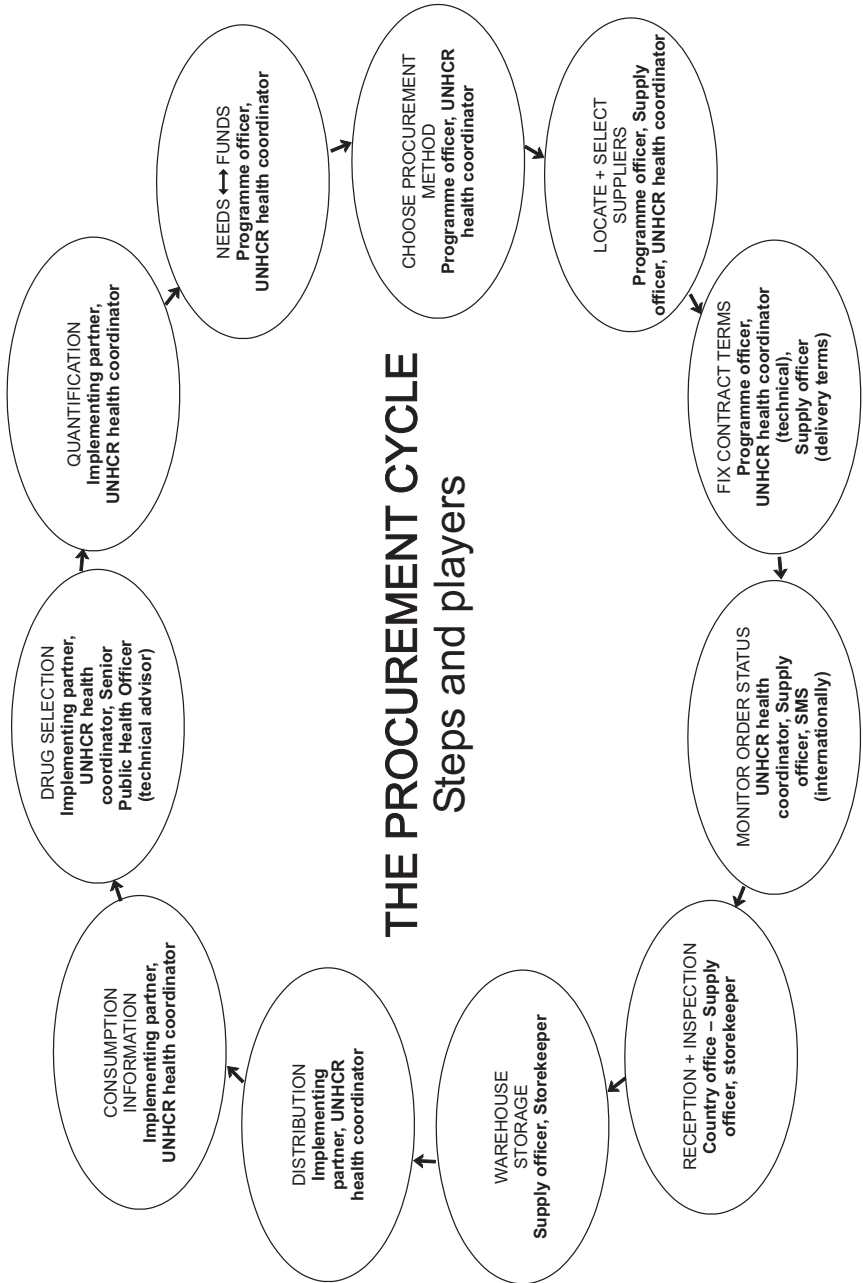 THE PROCUREMENT CYCLE
Steps and players
DRUG SELECTION
Implementing partner,
UNHCR health
coordinator, Senior
Public Health Officer
(technical advisor)
QUANTIFICATION
Implementing partner,
UNHCR health coordinator
NEEDS ↔ FUNDS
Programme officer,
UNHCR health coordinator
CHOOSE PROCUREMENT
METHOD
Programme officer, UNHCR
health coordinator
LOCATE + SELECT
SUPPLIERS
Programme officer, Supply
officer, UNHCR health coordinator
FIX CONTRACT TERMS
Programme officer,
UNHCR health coordinator
(technical),
Supply officer
(delivery terms)
MONITOR ORDER STATUS
UNHCR health
coordinator, Supply
officer, SMS
(internationally)
RECEPTION + INSPECTION
Country office – Supply
officer, storekeeper
WAREHOUSE
STORAGE
Supply officer, Storekeeper
DISTRIBUTION
Implementing
partner, UNHCR
health coordinator
CONSUMPTION
INFORMATION
Implementing partner,
UNHCR health coordinator